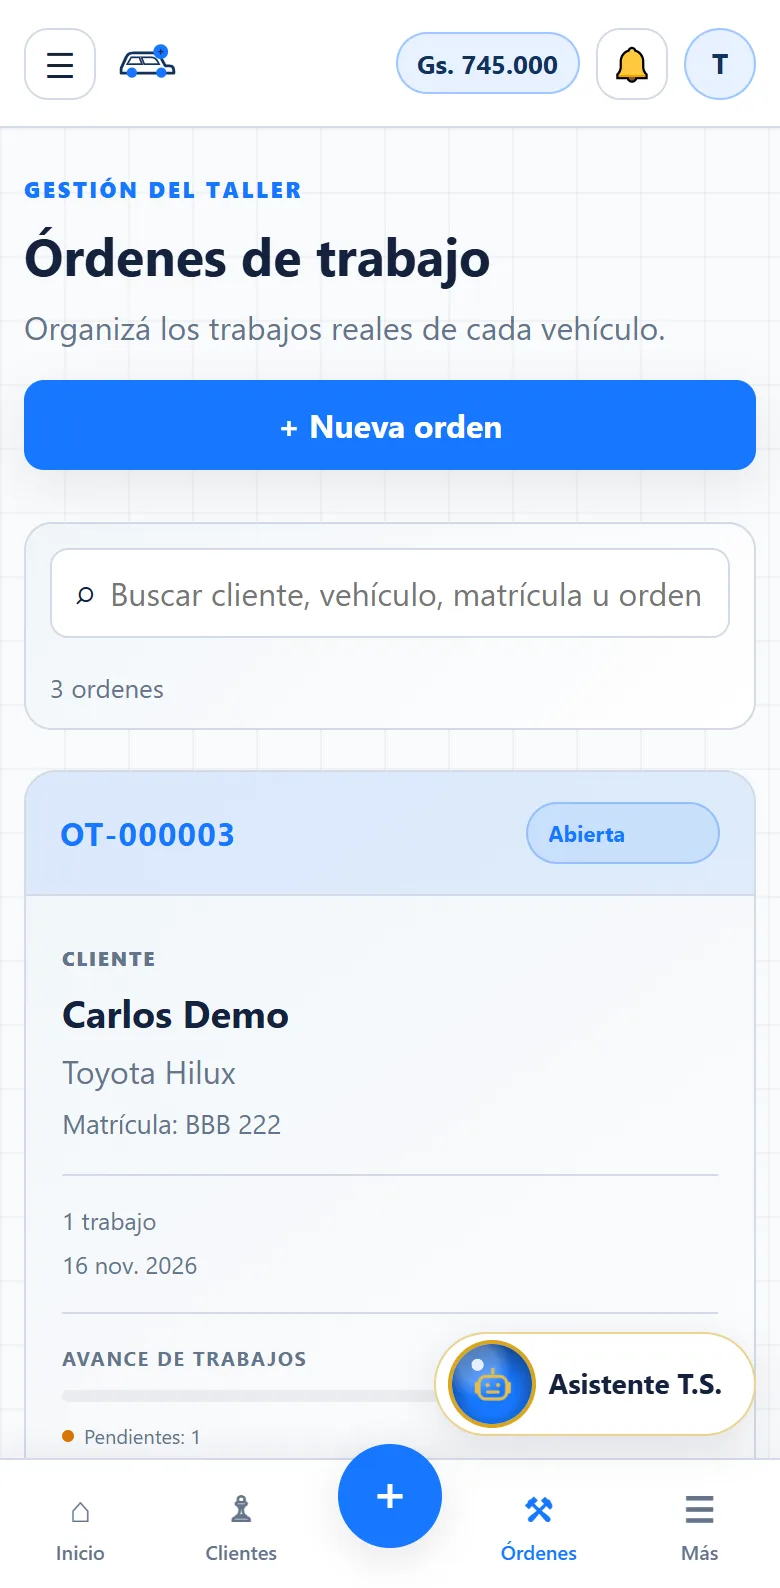 Gs. 745.000
T
GESTIÓN DEL TALLER
Órdenes de trabajo
Organizá los trabajos reales de cada vehículo.
+ Nueva orden
Buscar cliente, vehículo, matrícula u orden
3 ordenes
OT-000003
Abierta
CLIENTE
Carlos Demo
Toyota Hilux
Matrícula: BBB 222
1 trabajo
16 nov. 2026
AVANCE DE TRABAJOS
Asistente T.S.
Pendientes: 1
+
Inicio
Clientes
Órdenes
Más